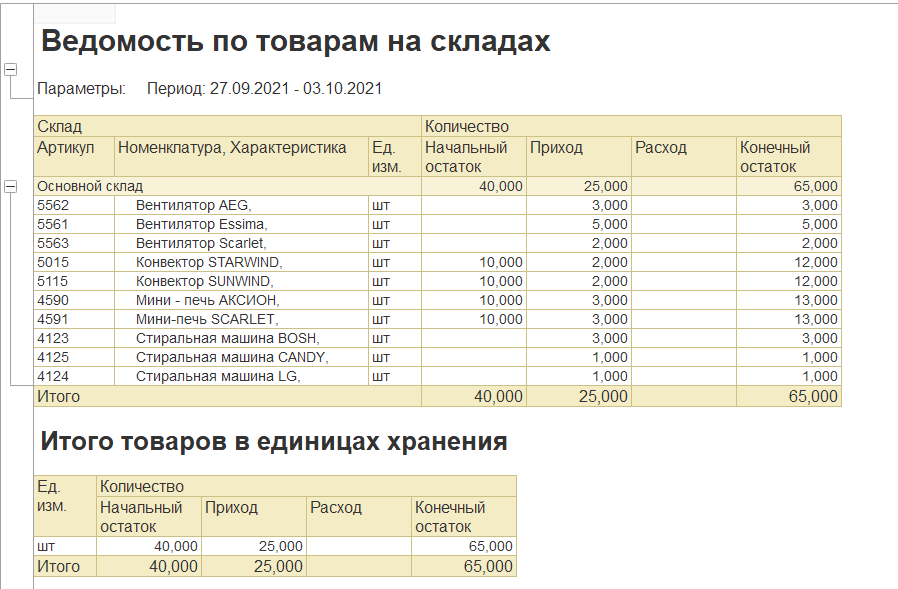 Ведомость по товарам на складах
Параметры: Период: 27.09.2021 - 03.10.2021
Склад Количество
Артикул Номенклатура, Характеристика Ед. изм. Начальный остаток Приход Расход Конечный остаток
Основной склад 40,000 25,000 65,000
5562 Вентилятор AEG, шт 3,000 3,000
5561 Вентилятор Essima, шт 5,000 5,000
5563 Вентилятор Scarlet, шт 2,000 2,000
5015 Конвектор STARWIND, шт 10,000 2,000 12,000
5115 Конвектор SUNWIND, шт 10,000 2,000 12,000
4590 Мини - печь АКСИОН, шт 10,000 3,000 13,000
4591 Мини-печь SCARLET, шт 10,000 3,000 13,000
4123 Стиральная машина BOSH, шт 3,000 3,000
4125 Стиральная машина CANDY, шт 1,000 1,000
4124 Стиральная машина LG, шт 1,000 1,000
Итого 40,000 25,000 65,000
Итого товаров в единицах хранения
Ед. изм. Количество
Начальный остаток Приход Расход Конечный остаток
шт 40,000 25,000 65,000
Итого 40,000 25,000 65,000